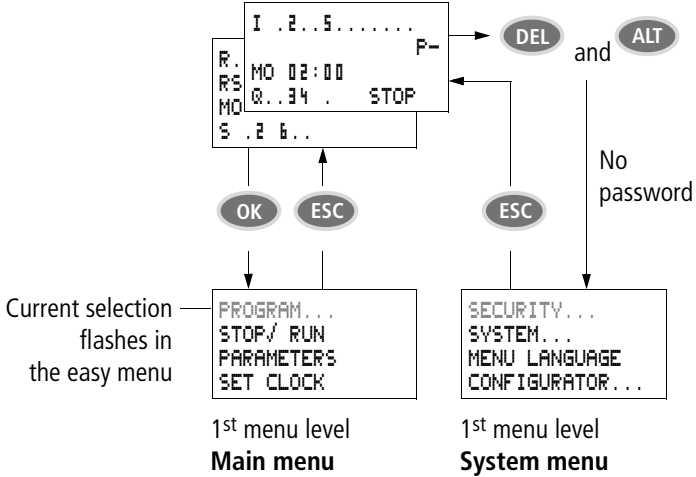 I .2..5.......
P-
MO 02:00
Q..34 . STOP
R.
RS
MO
S .2 6..
DEL
and
ALT
No
password
OK
ESC
ESC
Current selection
flashes in
the easy menu
PROGRAM...
STOP/ RUN
PARAMETERS
SET CLOCK
SECURITY...
SYSTEM...
MENU LANGUAGE
CONFIGURATOR...
1st menu level
Main menu
1st menu level
System menu